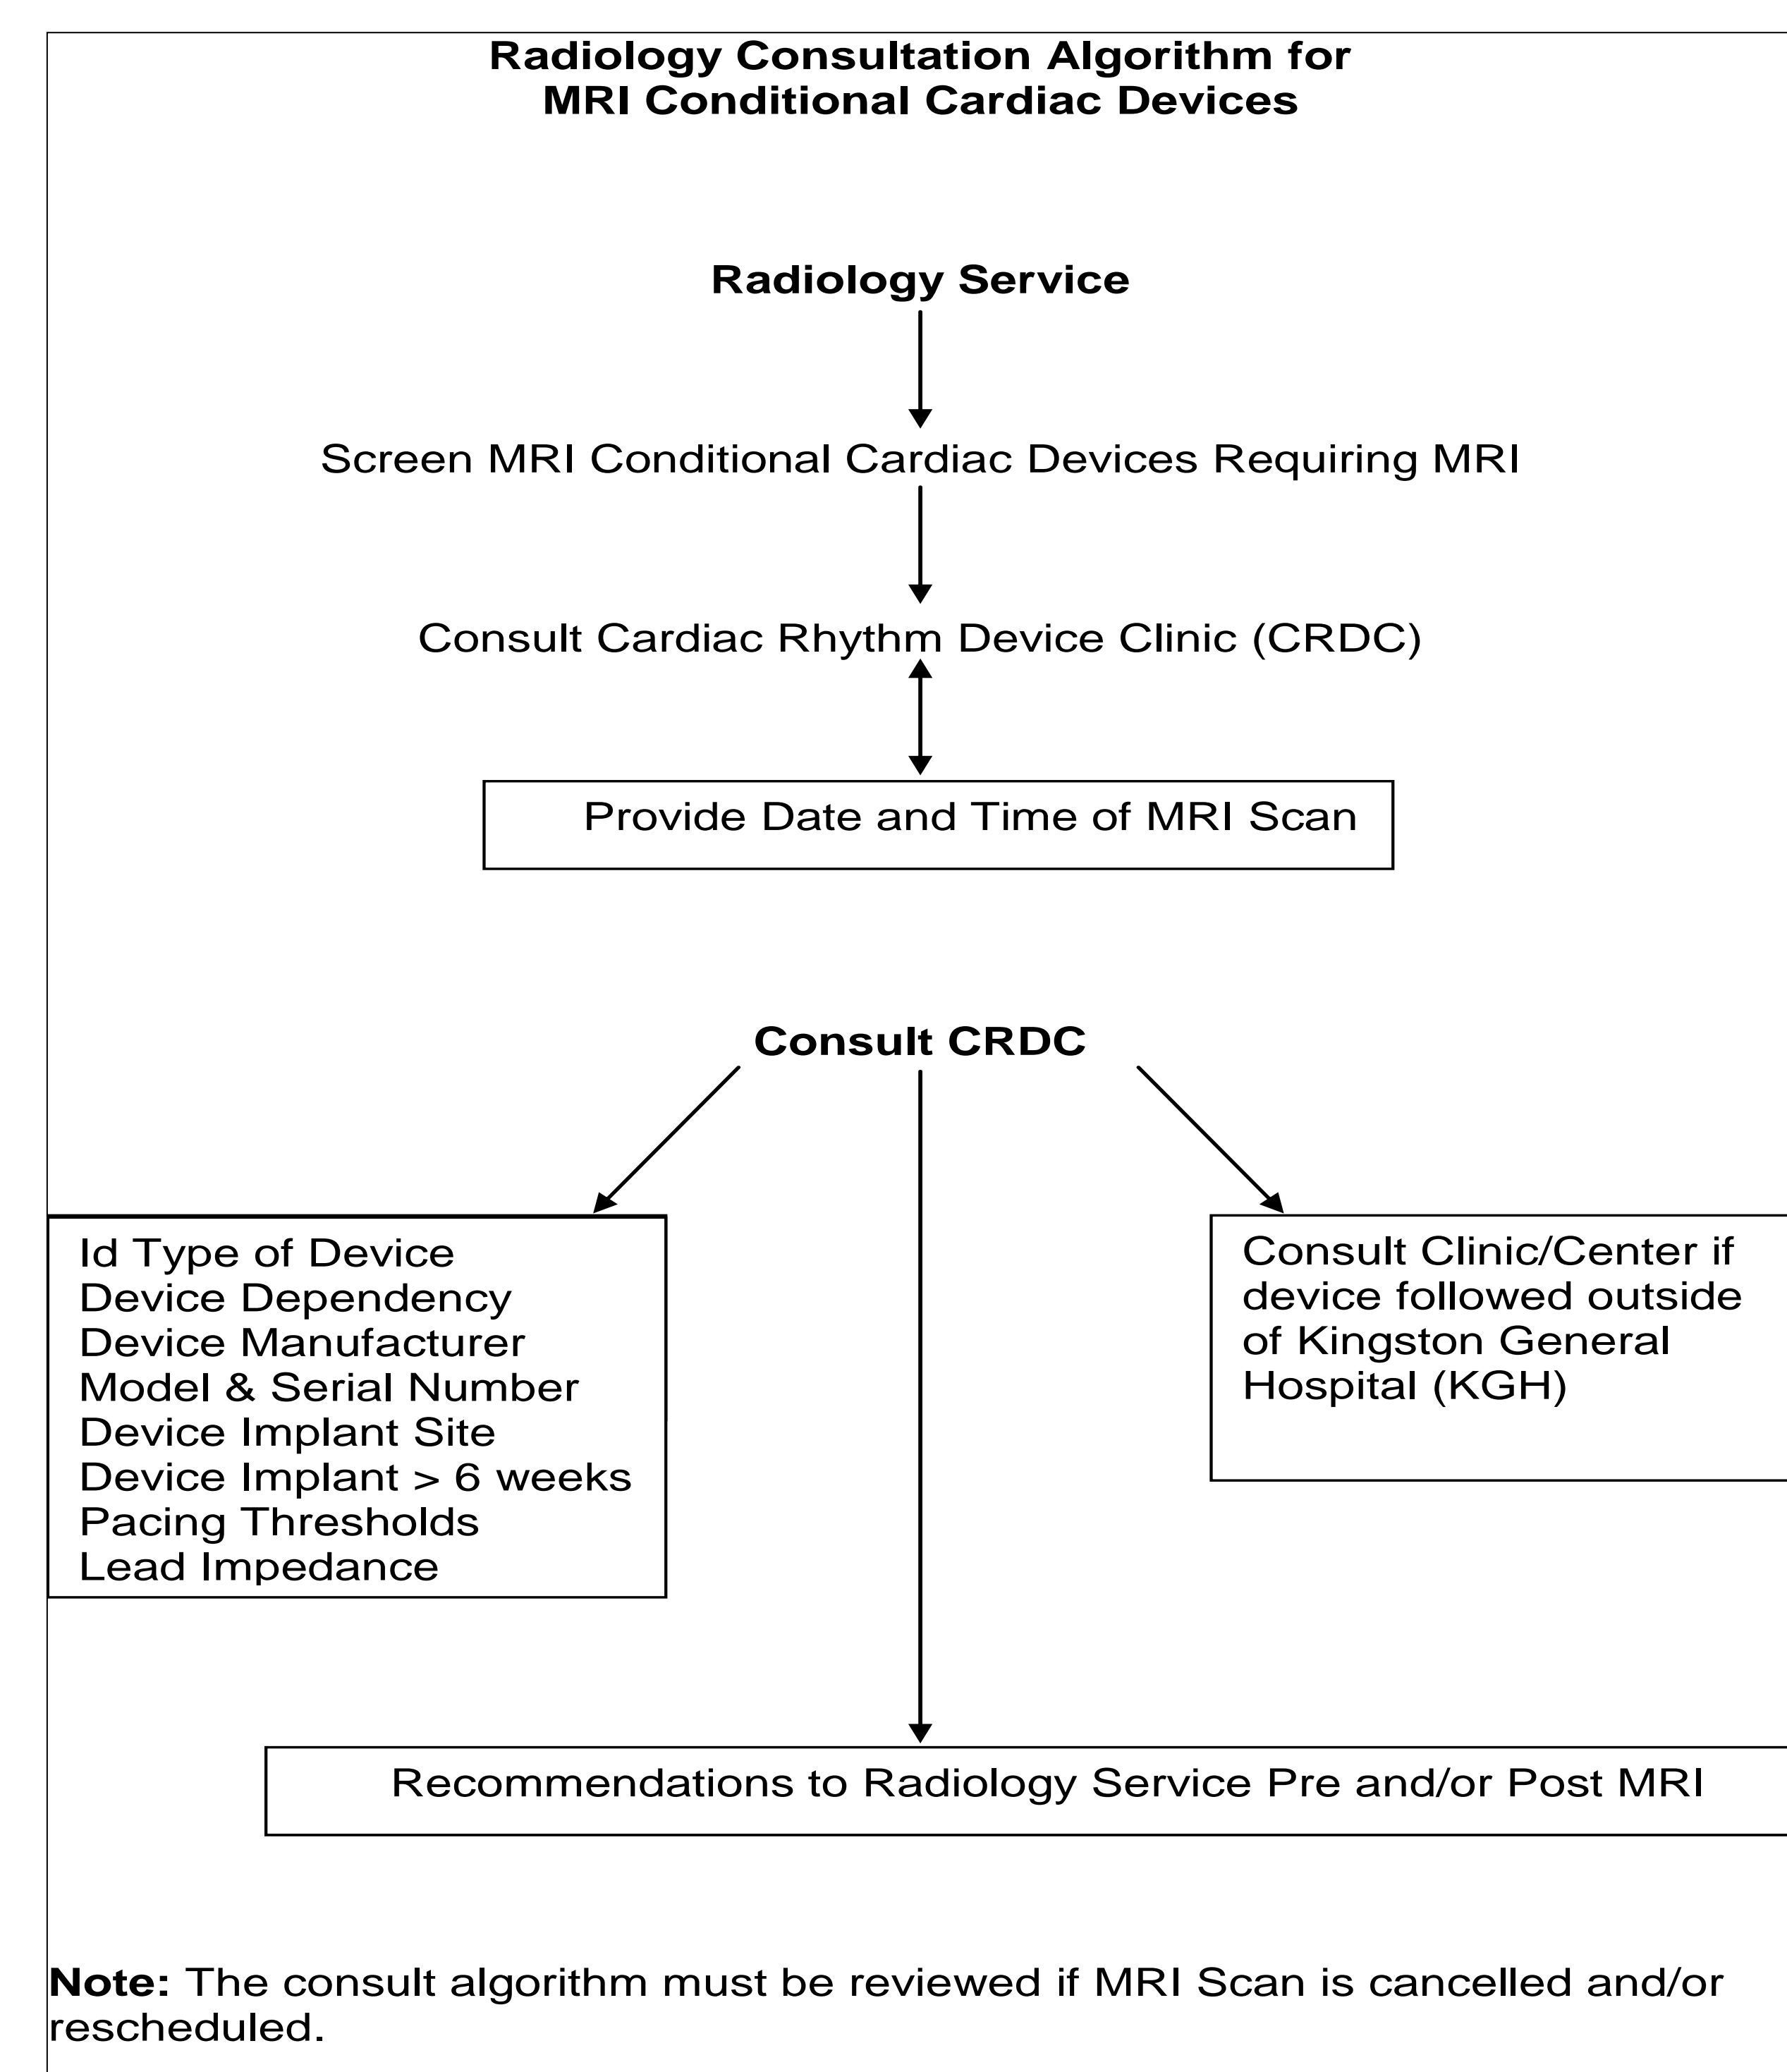 Radiology Consultation Algorithm for
MRI Conditional Cardiac Devices
Radiology Service
Screen MRI Conditional Cardiac Devices Requiring MRI
Consult Cardiac Rhythm Device Clinic (CRDC)
Provide Date and Time of MRI Scan
Consult CRDC
Id Type of Device
Device Dependency
Device Manufacturer
Model & Serial Number
Device Implant Site
Device Implant > 6 weeks
Pacing Thresholds
Lead Impedance
Consult Clinic/Center if
device followed outside
of Kingston General
Hospital (KGH)
Recommendations to Radiology Service Pre and/or Post MRI
Note: The consult algorithm must be reviewed if MRI Scan is cancelled and/or
rescheduled.